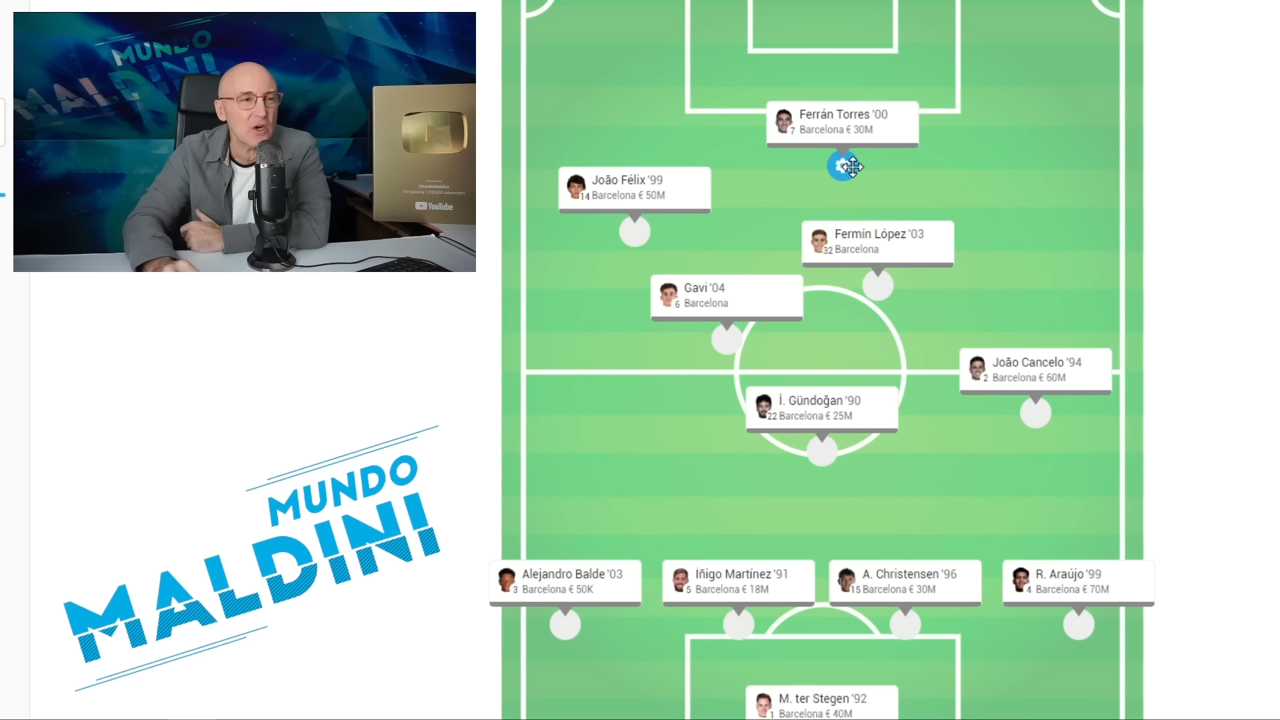 MUNDO
MALDINI
YouTube
Ferrán Torres '00
7 Barcelona € 30M
João Félix '99
14 Barcelona € 50M
Fermín López '03
32 Barcelona
Gavi '04
6 Barcelona
João Cancelo '94
2 Barcelona € 60M
İ. Gündoğan '90
22 Barcelona € 25M
MUNDO
MALDINI
Alejandro Balde '03
3 Barcelona € 50K
Iñigo Martínez '91
5 Barcelona € 18M
A. Christensen '96
15 Barcelona € 30M
R. Araújo '99
4 Barcelona € 70M
M. ter Stegen '92
1 Barcelona € 40M